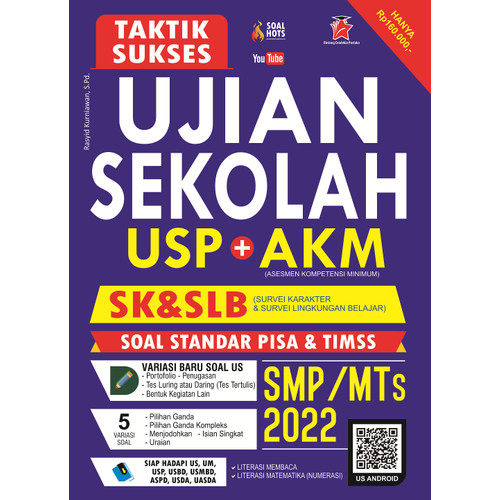 TAKTIK
SUKSES
SOAL
HOTS
YouTube
Bintang Cendekia Pustaka
HANYA
Rp160.000,-
Rasyid Kurniawan, S.Pd.
UJIAN
SEKOLAH
USP + AKM
(ASESMEN KOMPETENSI MINIMUM)
SK&SLB
(SURVEI KARAKTER
& SURVEI LINGKUNGAN BELAJAR)
SOAL STANDAR PISA & TIMSS
VARIASI BARU SOAL US
- Portofolio - Penugasan
- Tes Luring atau Daring (Tes Tertulis)
- Bentuk Kegiatan Lain
5
VARIASI
SOAL
- Pilihan Ganda
- Pilihan Ganda Kompleks
- Menjodohkan - Isian Singkat
- Uraian
SIAP HADAPI US, UM,
USP, USBD, USMBD,
ASPD, USDA, UASDA
SMP/MTs
2022
- LITERASI MEMBACA
- LITERASI MATEMATIKA (NUMERASI)
US ANDROID